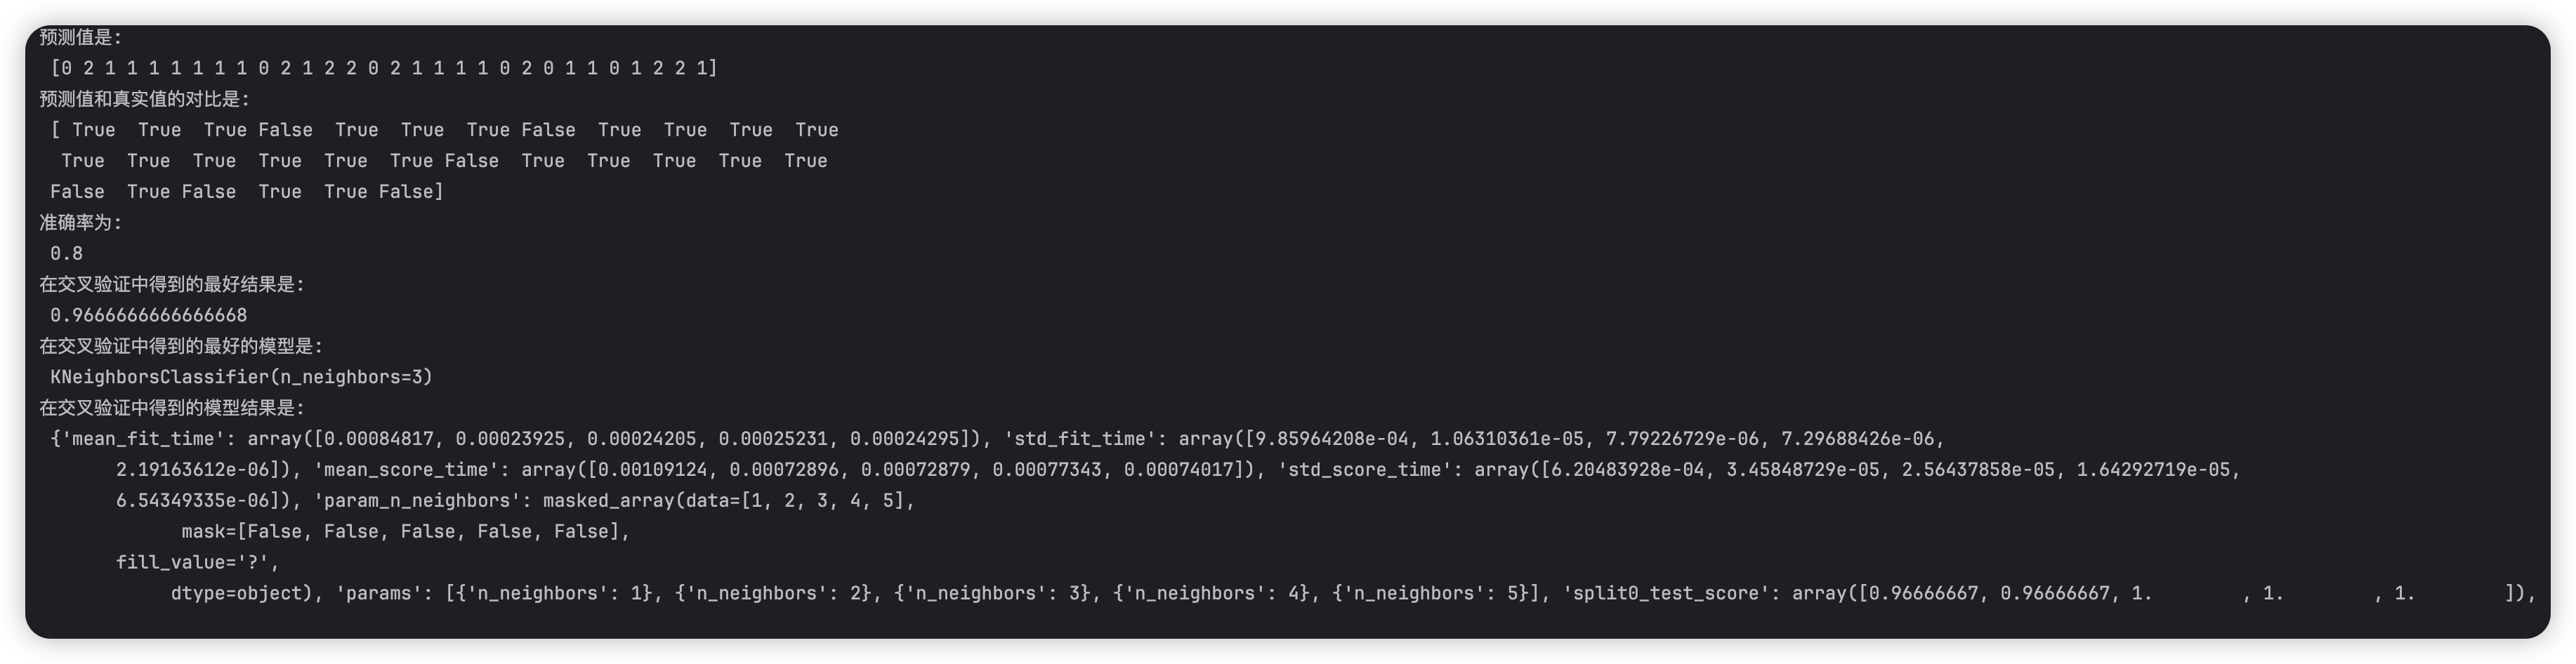 预测值是:
[0 2 1 1 1 1 1 1 1 0 2 1 2 2 0 2 1 1 1 1 0 2 0 1 1 0 1 2 2 1]
预测值和真实值的对比是:
[ True  True  True False  True  True  True False  True  True  True  True
  True  True  True  True  True  True False  True  True  True  True  True
 False  True False  True  True False]
准确率为:
0.8
在交叉验证中得到的最好结果是:
0.9666666666666668
在交叉验证中得到的最好的模型是:
KNeighborsClassifier(n_neighbors=3)
在交叉验证中得到的模型结果是:
{'mean_fit_time': array([0.00084817, 0.00023925, 0.00024205, 0.00025231, 0.00024295]), 'std_fit_time': array([9.85964208e-04, 1.06310361e-05, 7.79226729e-06, 7.29688426e-06,
2.19163612e-06]), 'mean_score_time': array([0.00109124, 0.00072896, 0.00072879, 0.00077343, 0.00074017]), 'std_score_time': array([6.20483928e-04, 3.45848729e-05, 2.56437858e-05, 1.64292719e-05,
6.54349335e-06]), 'param_n_neighbors': masked_array(data=[1, 2, 3, 4, 5],
mask=[False, False, False, False, False],
fill_value='?',
dtype=object), 'params': [{'n_neighbors': 1}, {'n_neighbors': 2}, {'n_neighbors': 3}, {'n_neighbors': 4}, {'n_neighbors': 5}], 'split0_test_score': array([0.96666667, 0.96666667, 1.        , 1.        , 1.        ]),